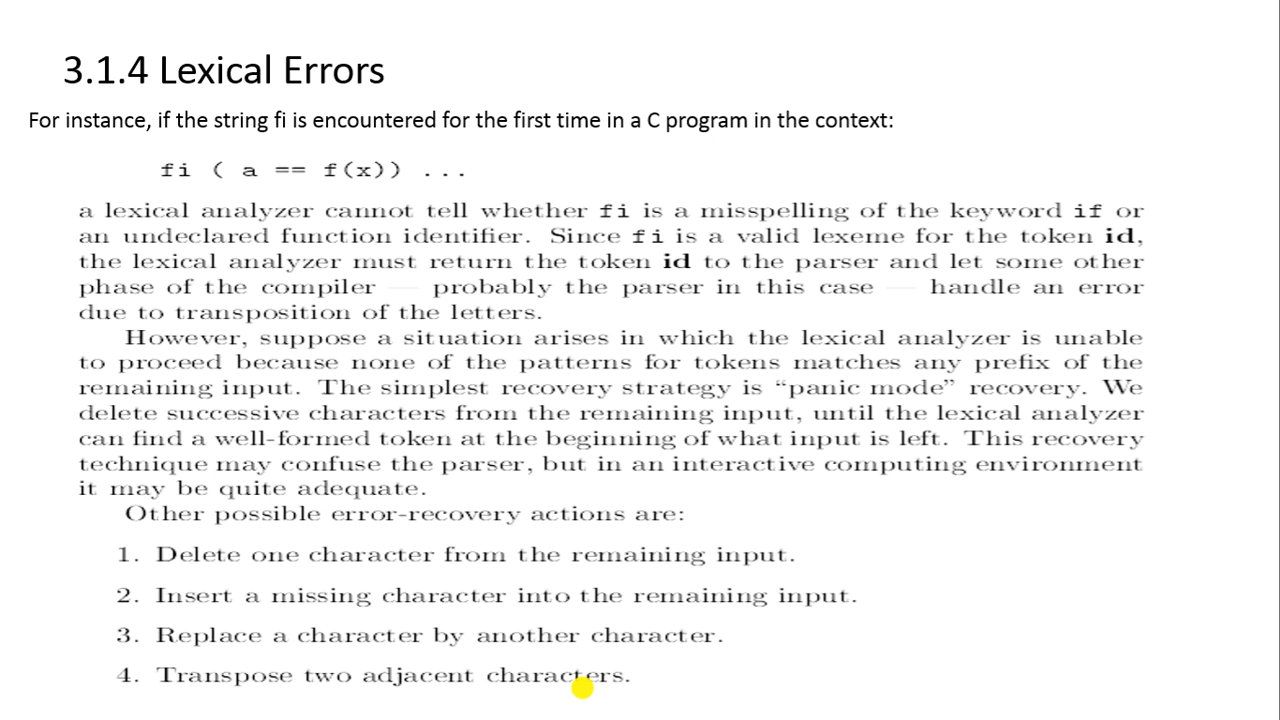 3.1.4 Lexical Errors
For instance, if the string fi is encountered for the first time in a C program in the context:
fi ( a == f(x)) ...
a lexical analyzer cannot tell whether fi is a misspelling of the keyword if or
an undeclared function identifier. Since fi is a valid lexeme for the token id,
the lexical analyzer must return the token id to the parser and let some other
phase of the compiler — probably the parser in this case — handle an error
due to transposition of the letters.
However, suppose a situation arises in which the lexical analyzer is unable
to proceed because none of the patterns for tokens matches any prefix of the
remaining input. The simplest recovery strategy is “panic mode” recovery. We
delete successive characters from the remaining input, until the lexical analyzer
can find a well-formed token at the beginning of what input is left. This recovery
technique may confuse the parser, but in an interactive computing environment
it may be quite adequate.
Other possible error-recovery actions are:
1. Delete one character from the remaining input.
2. Insert a missing character into the remaining input.
3. Replace a character by another character.
4. Transpose two adjacent characters.